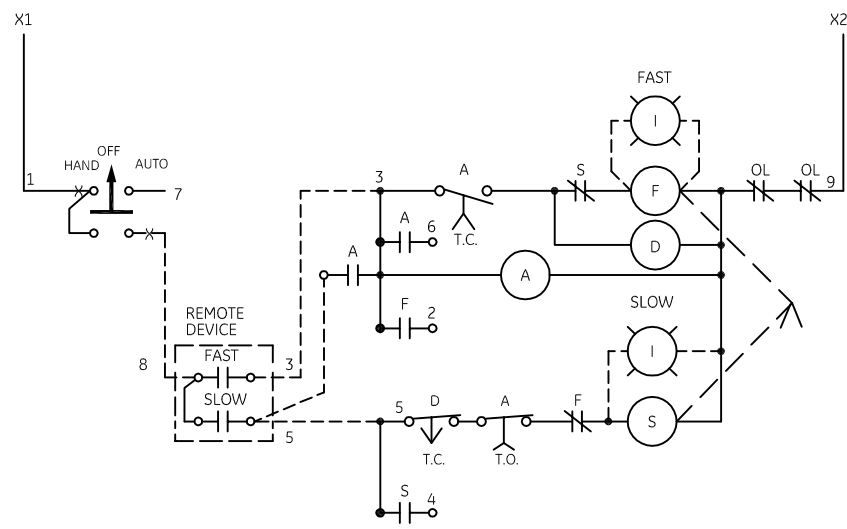 X1
X2
FAST
I
OFF
HAND
AUTO
1
7
3
A
S
F
OL
OL
9
A
6
T.C.
D
A
A
SLOW
REMOTE
DEVICE
F
2
I
8
FAST
3
SLOW
5
D
A
F
S
5
T.C.
T.O.
S
4